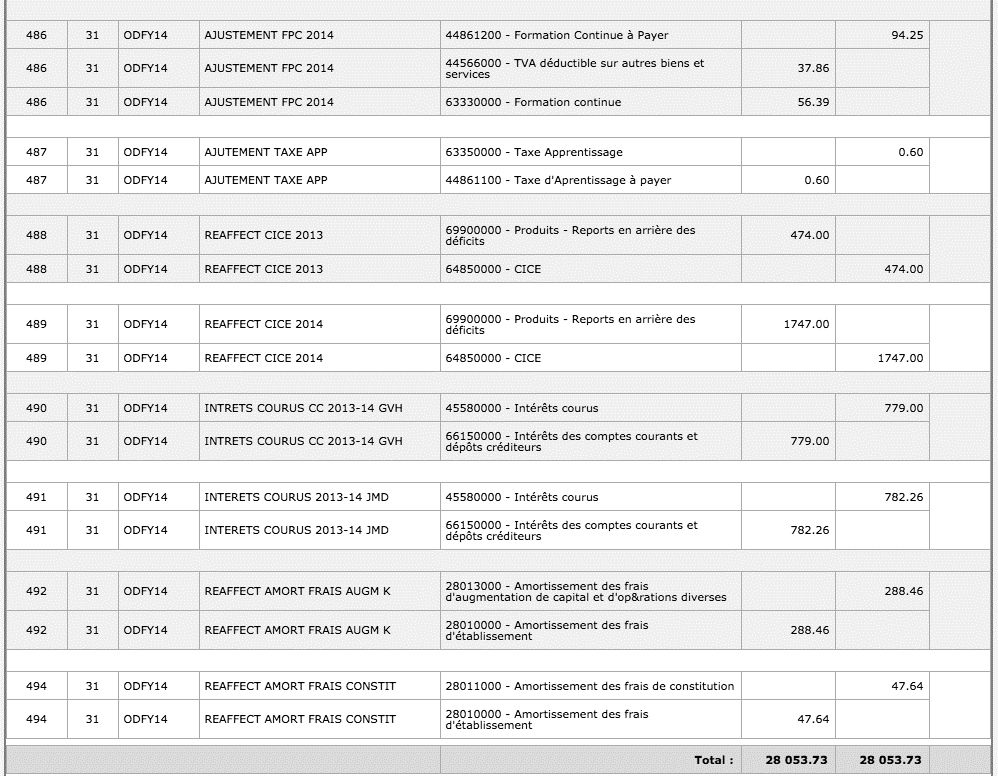 486 31 ODFY14 AJUSTEMENT FPC 2014 44861200 - Formation Continue à Payer 94.25
486 31 ODFY14 AJUSTEMENT FPC 2014 44566000 - TVA déductible sur autres biens et
services 37.86
486 31 ODFY14 AJUSTEMENT FPC 2014 63330000 - Formation continue 56.39
487 31 ODFY14 AJUTEMENT TAXE APP 63350000 - Taxe Apprentissage 0.60
487 31 ODFY14 AJUTEMENT TAXE APP 44861100 - Taxe d'Aprentissage à payer 0.60
488 31 ODFY14 REAFFECT CICE 2013 69900000 - Produits - Reports en arrière des
déficits 474.00
488 31 ODFY14 REAFFECT CICE 2013 64850000 - CICE 474.00
489 31 ODFY14 REAFFECT CICE 2014 69900000 - Produits - Reports en arrière des
déficits 1747.00
489 31 ODFY14 REAFFECT CICE 2014 64850000 - CICE 1747.00
490 31 ODFY14 INTRETS COURUS CC 2013-14 GVH 45580000 - Intérêts courus 779.00
490 31 ODFY14 INTRETS COURUS CC 2013-14 GVH 66150000 - Intérêts des comptes courants et
dépôts créditeurs 779.00
491 31 ODFY14 INTERETS COURUS 2013-14 JMD 45580000 - Intérêts courus 782.26
491 31 ODFY14 INTERETS COURUS 2013-14 JMD 66150000 - Intérêts des comptes courants et
dépôts créditeurs 782.26
492 31 ODFY14 REAFFECT AMORT FRAIS AUGM K 28013000 - Amortissement des frais
d'augmentation de capital et d'op&rations diverses 288.46
492 31 ODFY14 REAFFECT AMORT FRAIS AUGM K 28010000 - Amortissement des frais
d'établissement 288.46
494 31 ODFY14 REAFFECT AMORT FRAIS CONSTIT 28011000 - Amortissement des frais de constitution 47.64
494 31 ODFY14 REAFFECT AMORT FRAIS CONSTIT 28010000 - Amortissement des frais
d'établissement 47.64
Total : 28 053.73 28 053.73